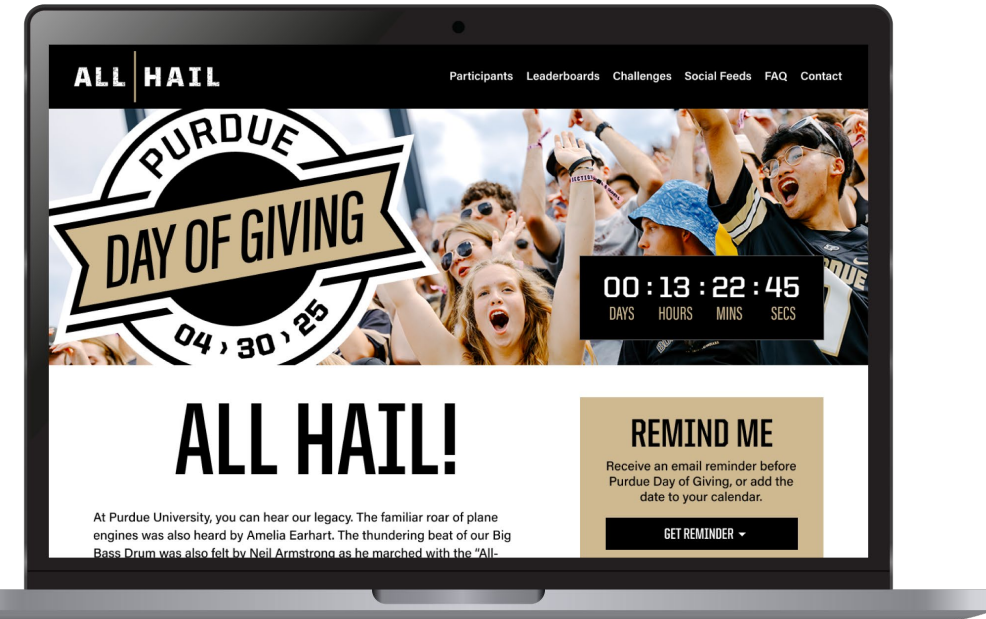 ALL HAIL
Participants Leaderboards Challenges Social Feeds FAQ Contact
PURDUE
DAY OF GIVING
04 › 30 › 25
00 : 13 : 22 : 45
DAYS HOURS MINS SECS
ALL HAIL!
At Purdue University, you can hear our legacy. The familiar roar of plane
engines was also heard by Amelia Earhart. The thundering beat of our Big
Bass Drum was also felt by Neil Armstrong as he marched with the “All-
REMIND ME
Receive an email reminder before
Purdue Day of Giving, or add the
date to your calendar.
GET REMINDER